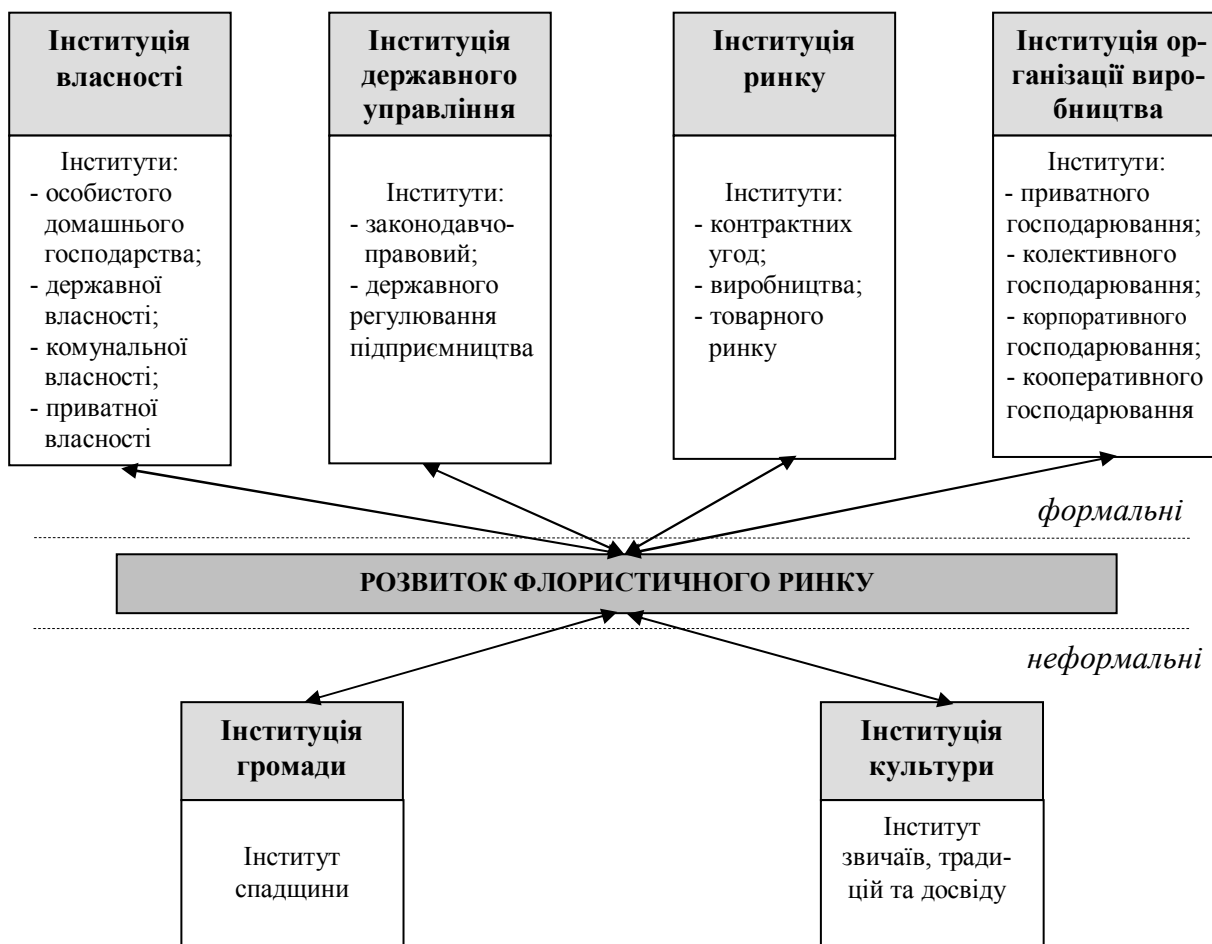 Інституція
власності
Інститути:
- особистого
домашнього
господарства;
- державної
власності;
- комунальної
власності;
- приватної
власності
Інституція
державного
управління
Інститути:
- законодавчо-
правовий;
- державного
регулювання
підприємництва
Інституція
ринку
Інститути:
- контрактних
угод;
- виробництва;
- товарного
ринку
Інституція ор-
ганізації виро-
бництва
Інститути:
- приватного
господарювання;
- колективного
господарювання;
- корпоративного
господарювання;
- кооперативного
господарювання
формальні
РОЗВИТОК ФЛОРИСТИЧНОГО РИНКУ
неформальні
Інституція
громади
Інститут
спадщини
Інституція
культури
Інститут
звичаїв, тради-
цій та досвіду